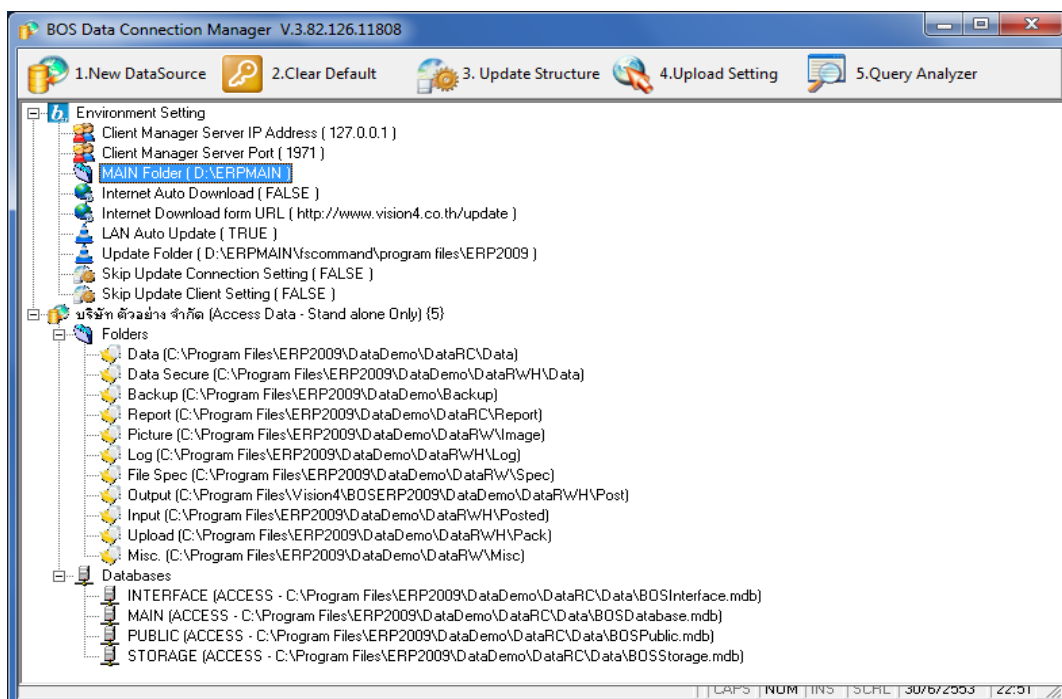 BOS Data Connection Manager V.3.82.126.11808
1.New DataSource 2.Clear Default 3. Update Structure 4.Upload Setting 5.Query Analyzer
Environment Setting
Client Manager Server IP Address ( 127.0.0.1 )
Client Manager Server Port ( 1971 )
MAIN Folder ( D:\ERPMAIN )
Internet Auto Download ( FALSE )
Internet Download form URL ( http://www.vision4.co.th/update )
LAN Auto Update ( TRUE )
Update Folder ( D:\ERPMAIN\fscommand\program files\ERP2009 )
Skip Update Connection Setting ( FALSE )
Skip Update Client Setting ( FALSE )
บริษัท ตัวอย่าง จำกัด (Access Data - Stand alone Only) {5}
Folders
Data (C:\Program Files\ERP2009\DataDemo\DataRC\Data)
Data Secure (C:\Program Files\ERP2009\DataDemo\DataRWH\Data)
Backup (C:\Program Files\ERP2009\DataDemo\Backup)
Report (C:\Program Files\ERP2009\DataDemo\DataRC\Report)
Picture (C:\Program Files\ERP2009\DataDemo\DataRW\Image)
Log (C:\Program Files\ERP2009\DataDemo\DataRWH\Log)
File Spec (C:\Program Files\ERP2009\DataDemo\DataRW\Spec)
Output (C:\Program Files\Vision4\BOSERP2009\DataDemo\DataRWH\Post)
Input (C:\Program Files\ERP2009\DataDemo\DataRWH\Posted)
Upload (C:\Program Files\ERP2009\DataDemo\DataRWH\Pack)
Misc. (C:\Program Files\ERP2009\DataDemo\DataRW\Misc)
Databases
INTERFACE (ACCESS - C:\Program Files\ERP2009\DataDemo\DataRC\Data\BOSInterface.mdb)
MAIN (ACCESS - C:\Program Files\ERP2009\DataDemo\DataRC\Data\BOSDatabase.mdb)
PUBLIC (ACCESS - C:\Program Files\ERP2009\DataDemo\DataRC\Data\BOSPublic.mdb)
STORAGE (ACCESS - C:\Program Files\ERP2009\DataDemo\DataRC\Data\BOSStorage.mdb)
CAPS NUM INS SCRL 30/6/2553 22:51